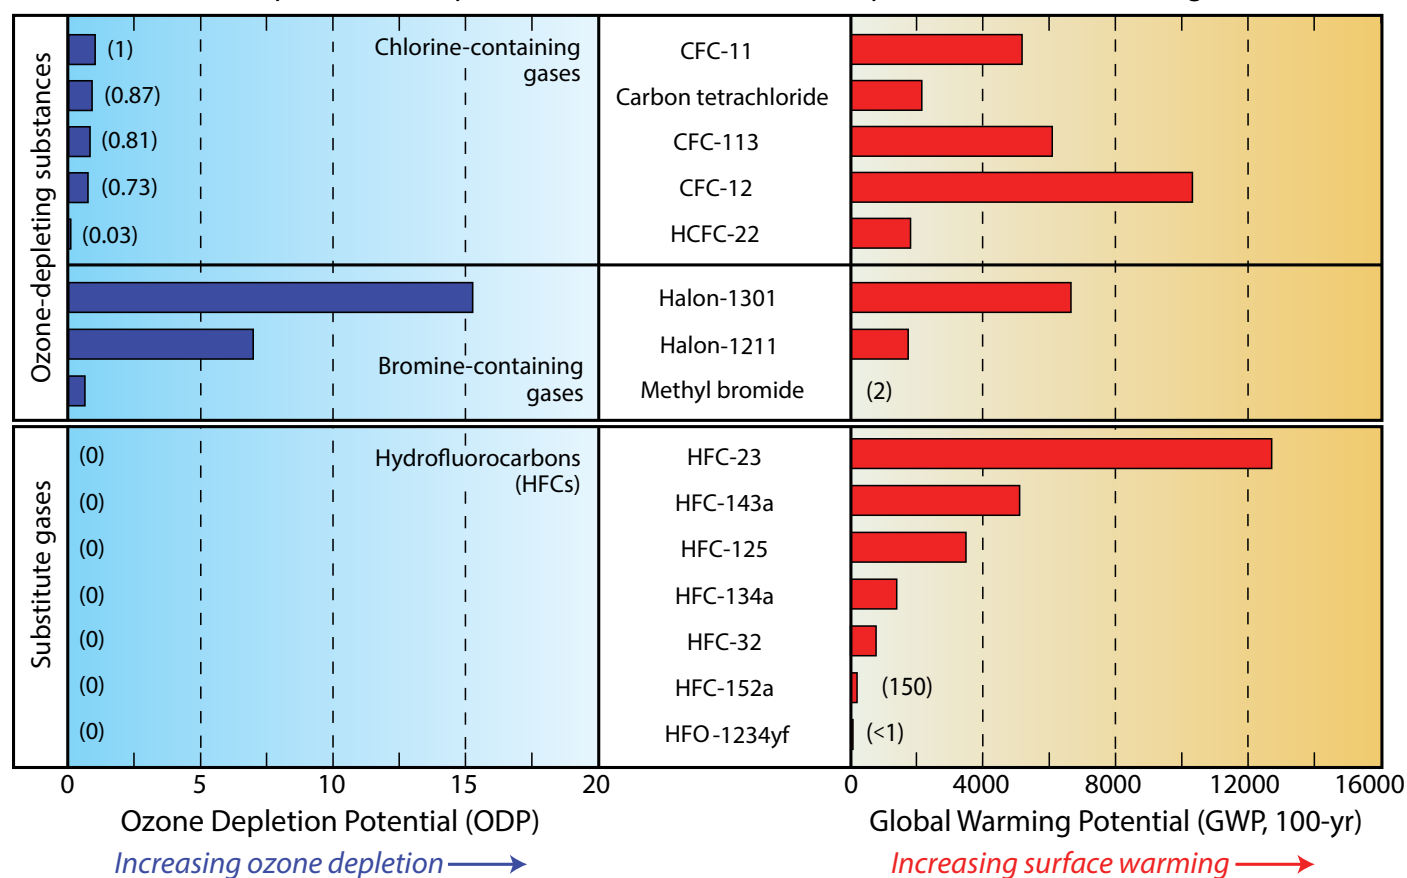 Ozone-depleting substances
Chlorine-containing
gases
(1)
CFC-11
(0.87)
Carbon tetrachloride
(0.81)
CFC-113
(0.73)
CFC-12
(0.03)
HCFC-22
Halon-1301
Halon-1211
Bromine-containing
gases
Methyl bromide
(2)
Substitute gases
Hydrofluorocarbons
(HFCs)
(0)
HFC-23
(0)
HFC-143a
(0)
HFC-125
(0)
HFC-134a
(0)
HFC-32
(0)
HFC-152a
(150)
(0)
HFO-1234yf
(<1)
0 5 10 15 20
0 4000 8000 12000 16000
Ozone Depletion Potential (ODP)
Global Warming Potential (GWP, 100-yr)
Increasing ozone depletion
Increasing surface warming